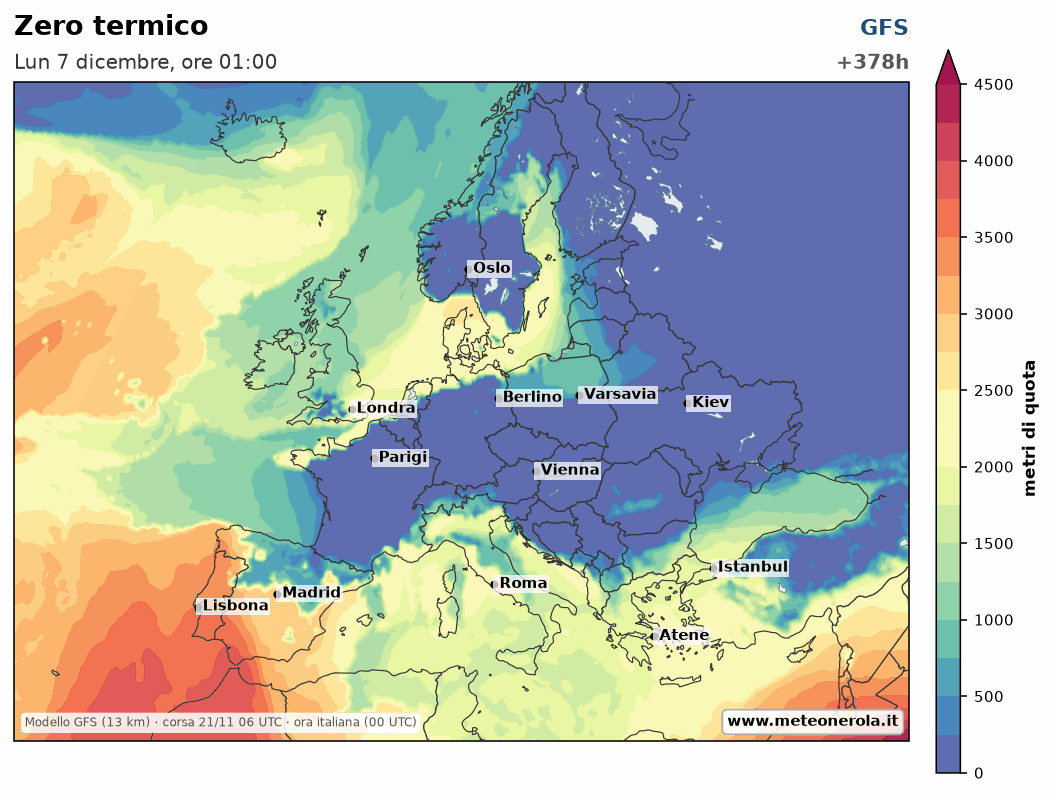 Zero termico
GFS
Lun 7 dicembre, ore 01:00
+378h
Oslo
Londra
Berlino
Varsavia
Kiev
Parigi
Vienna
Istanbul
Madrid
Roma
Lisbona
Atene
Modello GFS (13 km) · corsa 21/11 06 UTC · ora italiana (00 UTC)
www.meteonerola.it
4500
4000
3500
3000
2500
2000
1500
1000
500
0
metri di quota